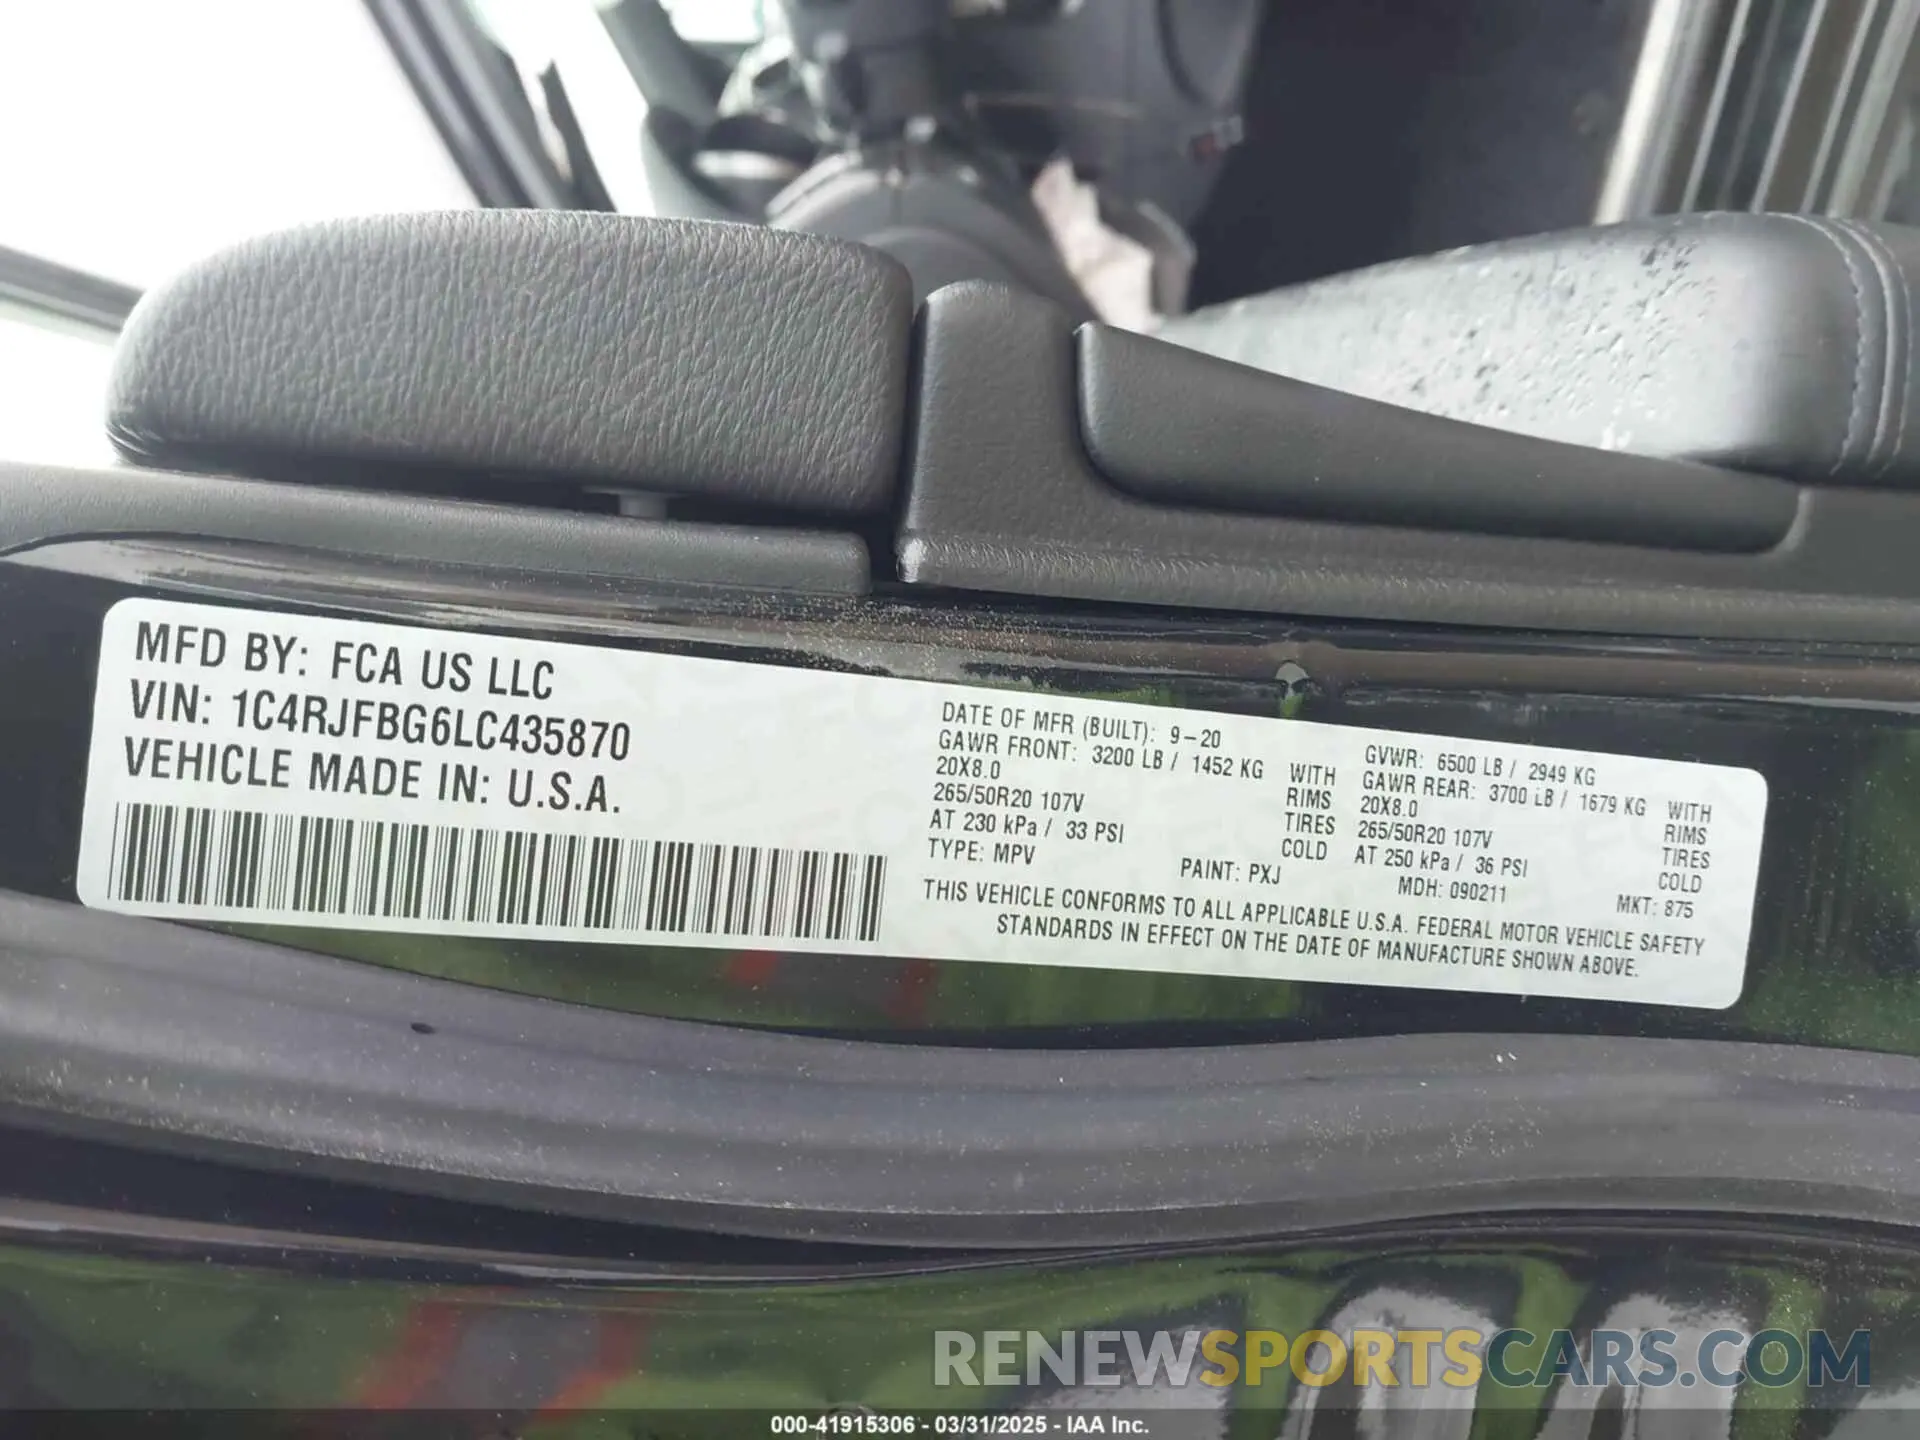 MFD BY: FCA US LLC
VIN: 1C4RJFBG6LC435870
VEHICLE MADE IN: U.S.A.
DATE OF MFR (BUILT): 9-20
GAWR FRONT: 3200 LB / 1452 KG WITH
20X8.0 RIMS
265/50R20 107V TIRES
AT 230 kPa / 33 PSI COLD
TYPE: MPV PAINT: PXJ
GVWR: 6500 LB / 2949 KG
GAWR REAR: 3700 LB / 1679 KG WITH
20X8.0 RIMS
265/50R20 107V TIRES
AT 250 kPa / 36 PSI COLD
MDH: 090211 MKT: 875
THIS VEHICLE CONFORMS TO ALL APPLICABLE U.S.A. FEDERAL MOTOR VEHICLE SAFETY
STANDARDS IN EFFECT ON THE DATE OF MANUFACTURE SHOWN ABOVE.
RENEWSPORTSCARS.COM
000-41915306 - 03/31/2025 - IAA Inc.